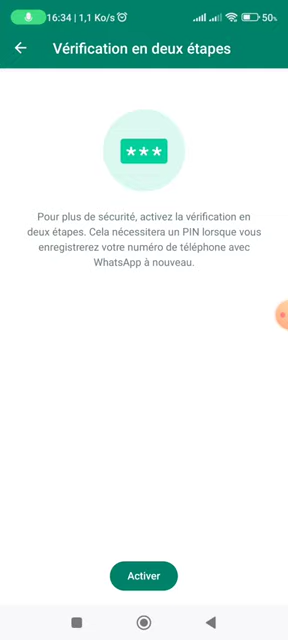 16:34 | 1,1 Ko/s
50%
Vérification en deux étapes
***
Pour plus de sécurité, activez la vérification en
deux étapes. Cela nécessitera un PIN lorsque vous
enregistrerez votre numéro de téléphone avec
WhatsApp à nouveau.
Activer